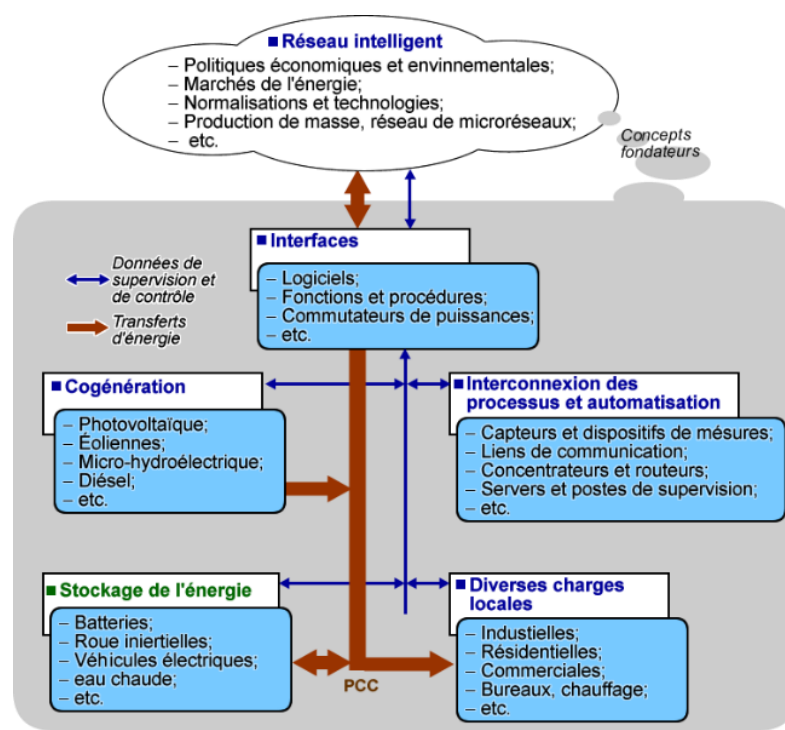 ■ Réseau intelligent
– Politiques économiques et envinnementales;
– Marchés de l'énergie;
– Normalisations et technologies;
– Production de masse, réseau de microréseaux;
– etc.
Concepts
fondateurs
■ Interfaces
– Logiciels;
– Fonctions et procédures;
– Commutateurs de puissances;
– etc.
Données de
supervision et
de contrôle
Transferts
d'énergie
■ Cogénération
– Photovoltaïque;
– Éoliennes;
– Micro-hydroélectrique;
– Diésel;
– etc.
■ Interconnexion des
processus et automatisation
– Capteurs et dispositifs de mésures;
– Liens de communication;
– Concentrateurs et routeurs;
– Servers et postes de supervision;
– etc.
■ Stockage de l'énergie
– Batteries;
– Roue iniertielles;
– Véhicules électriques;
– eau chaude;
– etc.
PCC
■ Diverses charges
locales
– Industielles;
– Résidentielles;
– Commerciales;
– Bureaux, chauffage;
– etc.